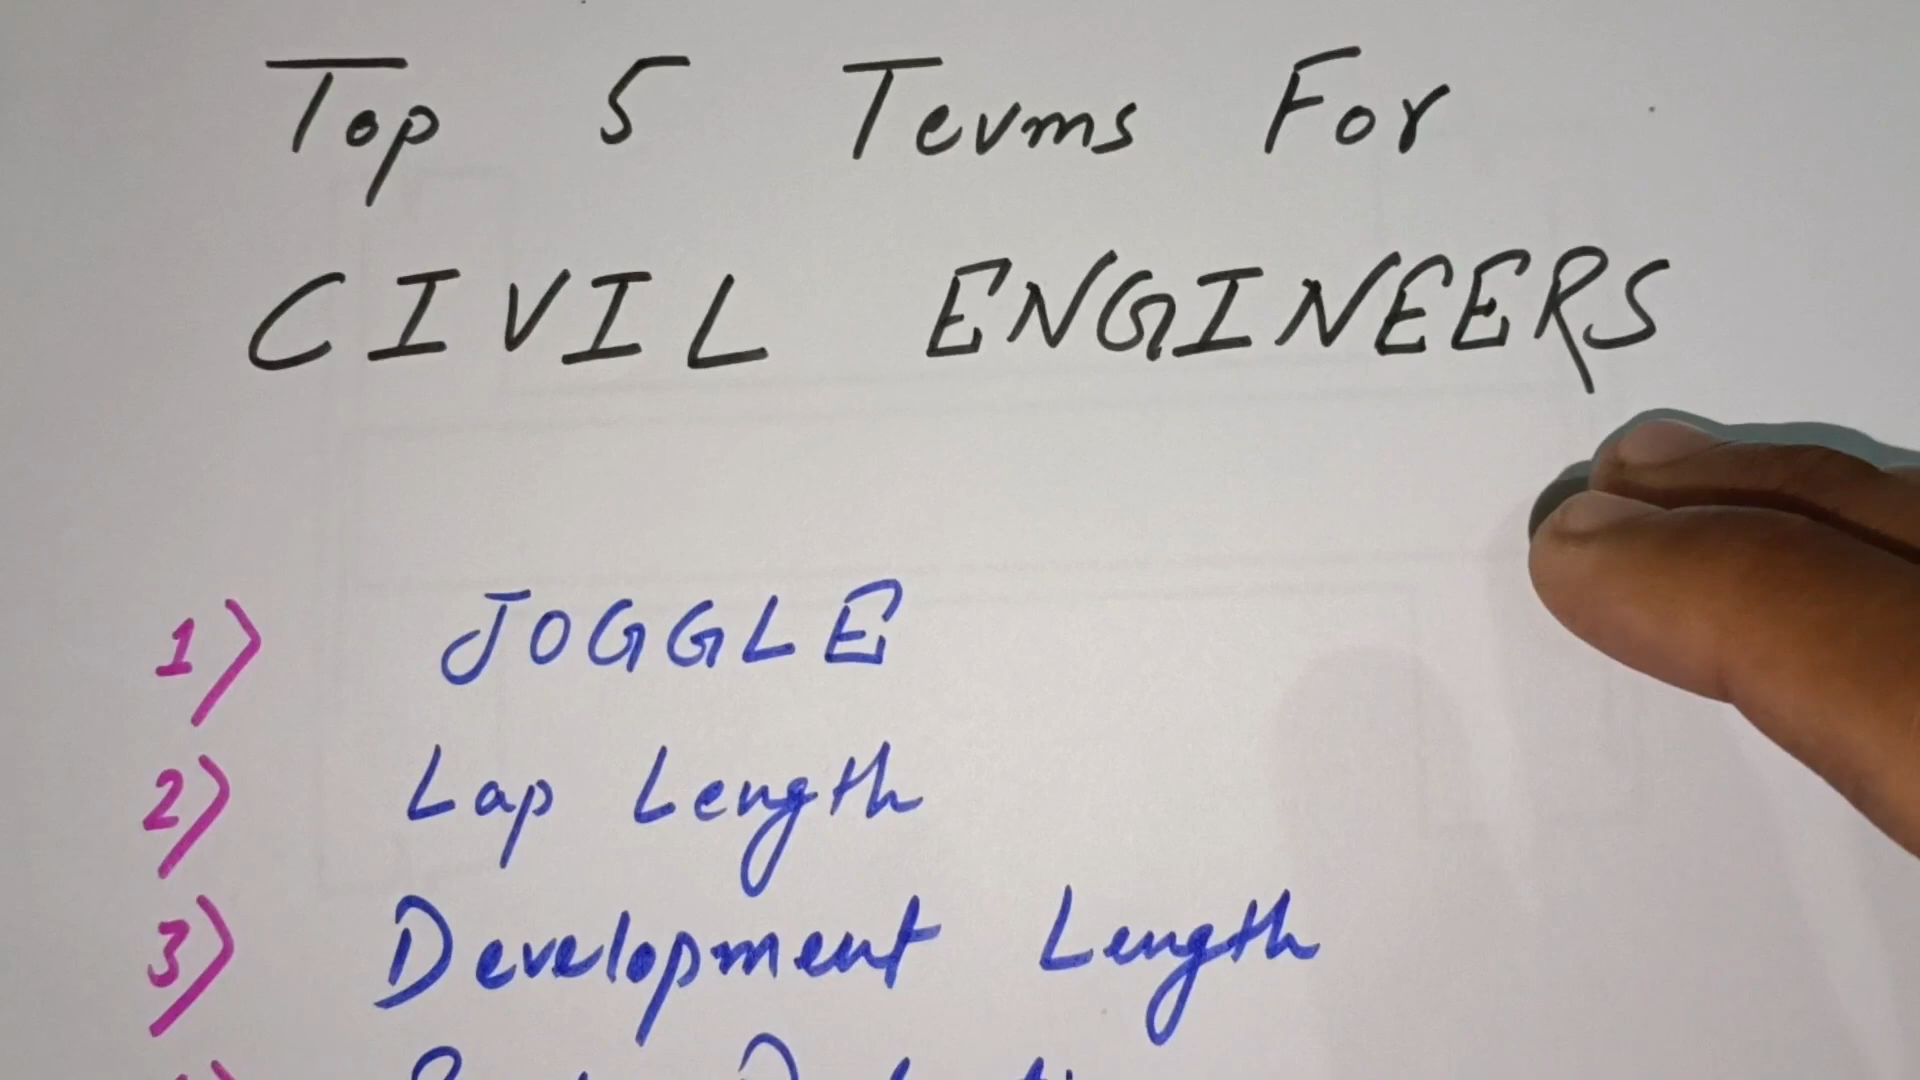 Top 5 Terms For
CIVIL ENGINEERS
1) JOGGLE
2) Lap Length
3) Development Length